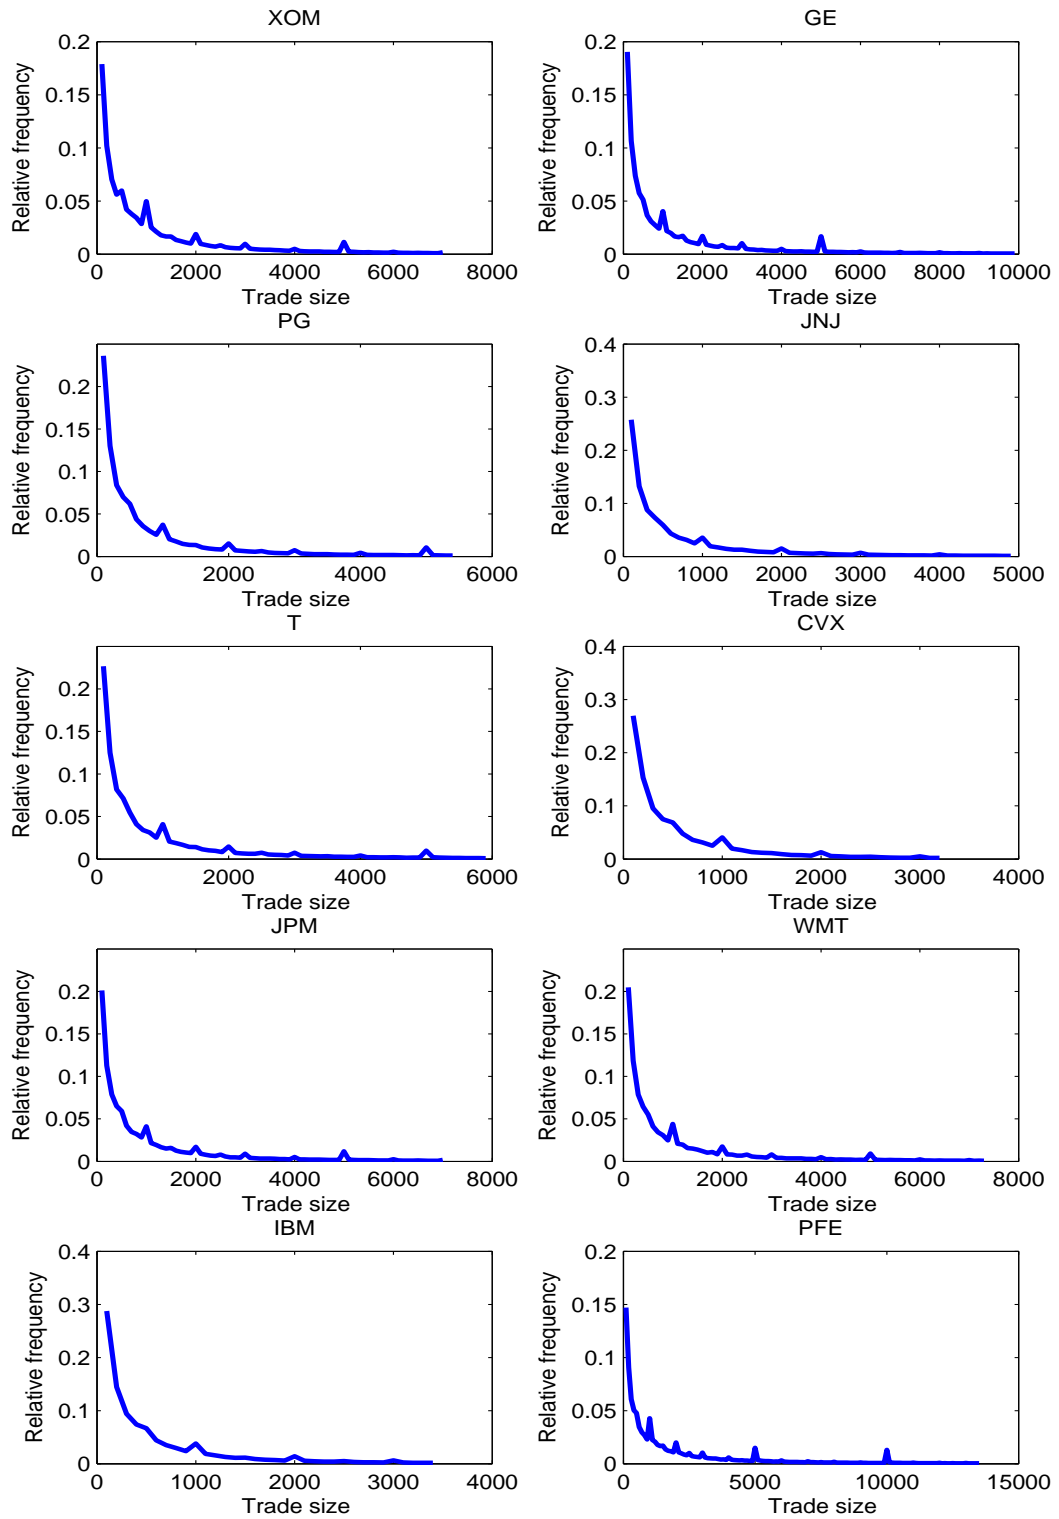 XOM
Relative frequency
0.2
0.15
0.1
0.05
0
0 2000 4000 6000 8000
Trade size
GE
Relative frequency
0.2
0.15
0.1
0.05
0
0 2000 4000 6000 8000 10000
Trade size
PG
Relative frequency
0.2
0.15
0.1
0.05
0
0 2000 4000 6000
Trade size
JNJ
Relative frequency
0.4
0.3
0.2
0.1
0
0 1000 2000 3000 4000 5000
Trade size
T
Relative frequency
0.2
0.15
0.1
0.05
0
0 2000 4000 6000
Trade size
CVX
Relative frequency
0.4
0.3
0.2
0.1
0
0 1000 2000 3000 4000
Trade size
JPM
Relative frequency
0.2
0.15
0.1
0.05
0
0 2000 4000 6000 8000
Trade size
WMT
Relative frequency
0.2
0.15
0.1
0.05
0
0 2000 4000 6000 8000
Trade size
IBM
Relative frequency
0.4
0.3
0.2
0.1
0
0 1000 2000 3000 4000
Trade size
PFE
Relative frequency
0.2
0.15
0.1
0.05
0
0 5000 10000 15000
Trade size